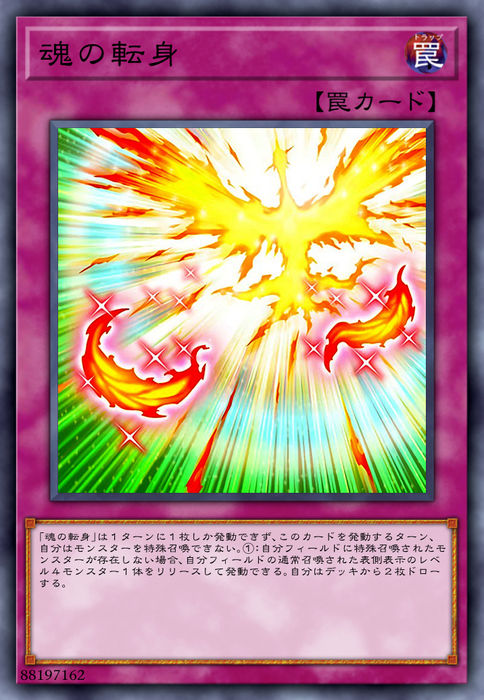 魂の転身
トラップ
罠
【罠カード】
「魂の転身」は１ターンに１枚しか発動できず、このカードを発動するターン、
自分はモンスターを特殊召喚できない。①：自分フィールドに特殊召喚されたモ
ンスターが存在しない場合、自分フィールドの通常召喚された表側表示のレベ
ル４モンスター１体をリリースして発動できる。自分はデッキから２枚ドロー
する。
88197162